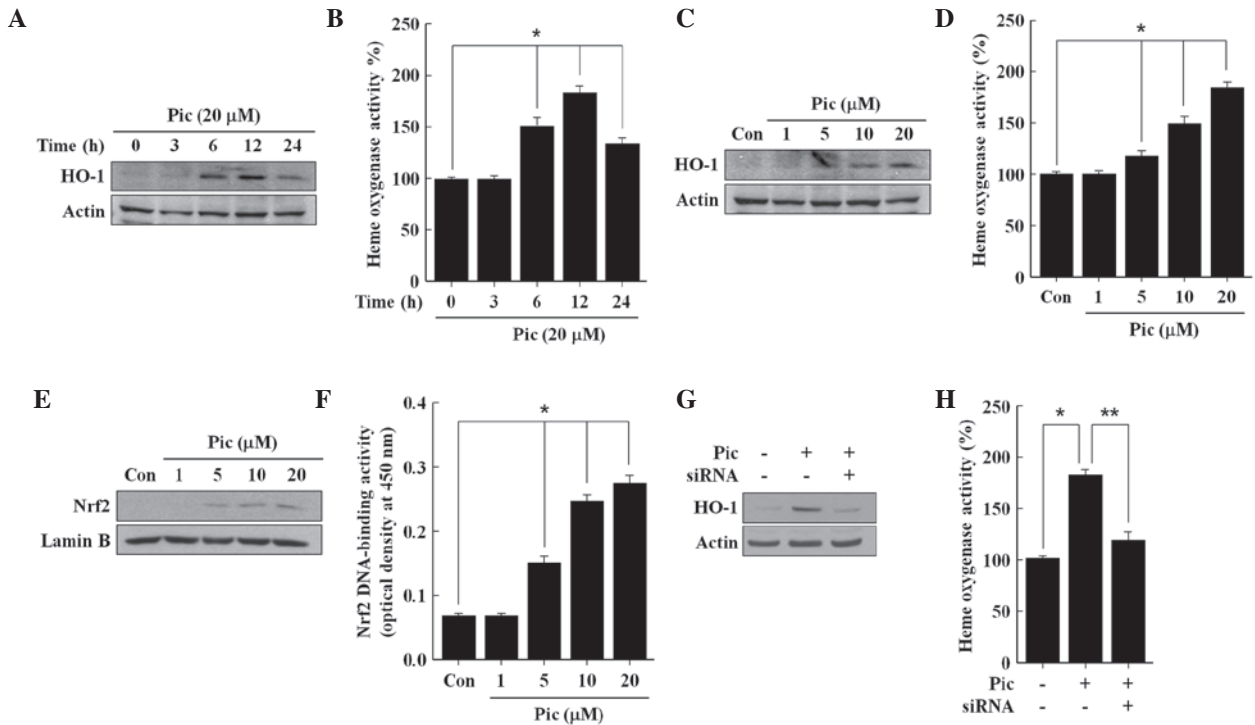 A
Pic (20 μM)
Time (h) 0 3 6 12 24
HO-1
Actin
B
Heme oxygenase activity %)
250
200
150
100
50
0
*
Time (h) 0 3 6 12 24
Pic (20 μM)
C
Pic (μM)
Con 1 5 10 20
HO-1
Actin
D
Heme oxygenase activity (%)
250
200
150
100
50
0
*
Con 1 5 10 20
Pic (μM)
E
Pic (μM)
Con 1 5 10 20
Nrf2
Lamin B
F
Nrf2 DNA-binding activity
(optical density at 450 nm)
0.4
0.3
0.2
0.1
0.0
*
Con 1 5 10 20
Pic (μM)
G
Pic - + +
siRNA - - +
HO-1
Actin
H
Heme oxygenase activity (%)
250
200
150
100
50
0
* **
Pic - + +
siRNA - - +